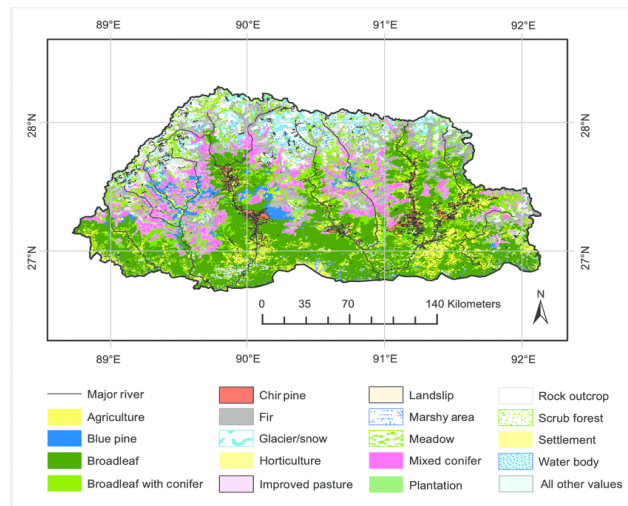 89°E 90°E 91°E 92°E
28°N 28°N
27°N 27°N
0 35 70 140 Kilometers
N
89°E 90°E 91°E 92°E
Major river
Agriculture
Blue pine
Broadleaf
Broadleaf with conifer
Chir pine
Fir
Glacier/snow
Horticulture
Improved pasture
Landslip
Marshy area
Meadow
Mixed conifer
Plantation
Rock outcrop
Scrub forest
Settlement
Water body
All other values